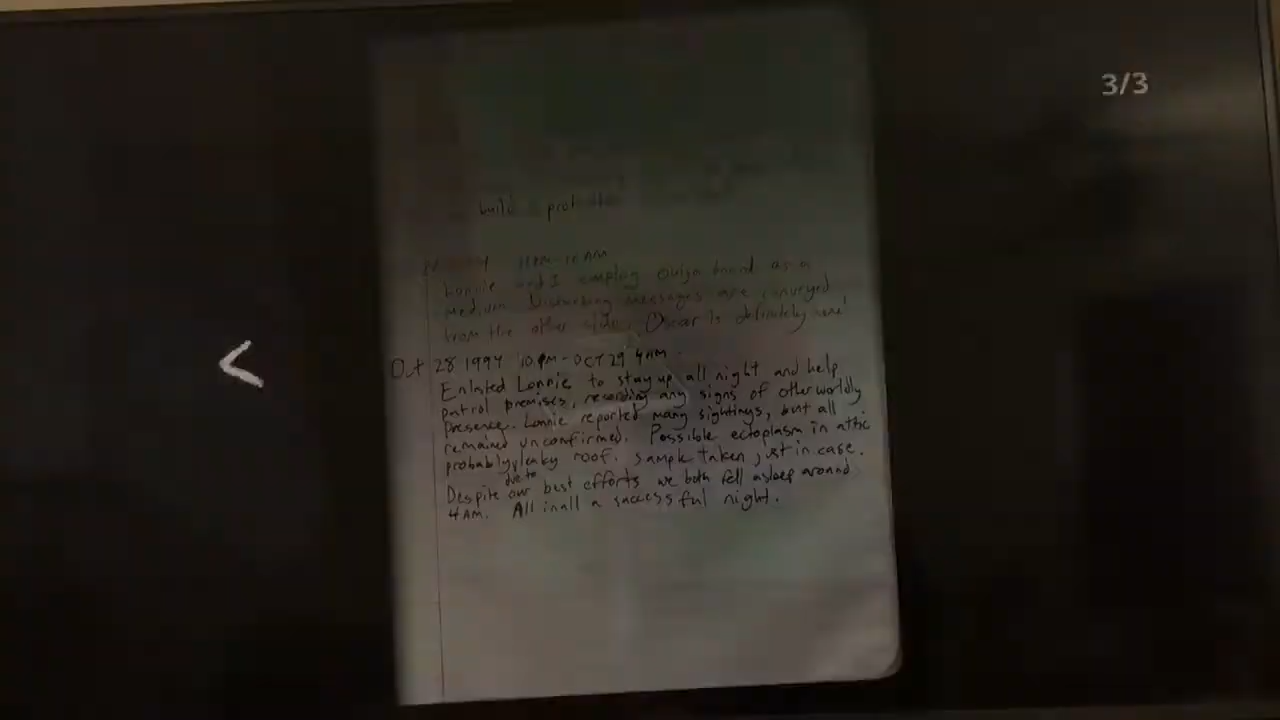 3/3
build a
11PM-12AM
Lonnie and I employ Ouija board as a
medium. Disturbing messages are conveyed
from the other side. Oscar is definitely here!
<
Oct 28 1994 10PM-OCT 29 4AM.
Enlisted Lonnie to stay up all night and help
patrol premises, recording any signs of otherworldly
presence. Lonnie reported many sightings, but all
remained unconfirmed. Possible ectoplasm in attic
probably due to leaky roof. Sample taken just in case.
Despite our best efforts we both fell asleep around
4AM. All in all a successful night.